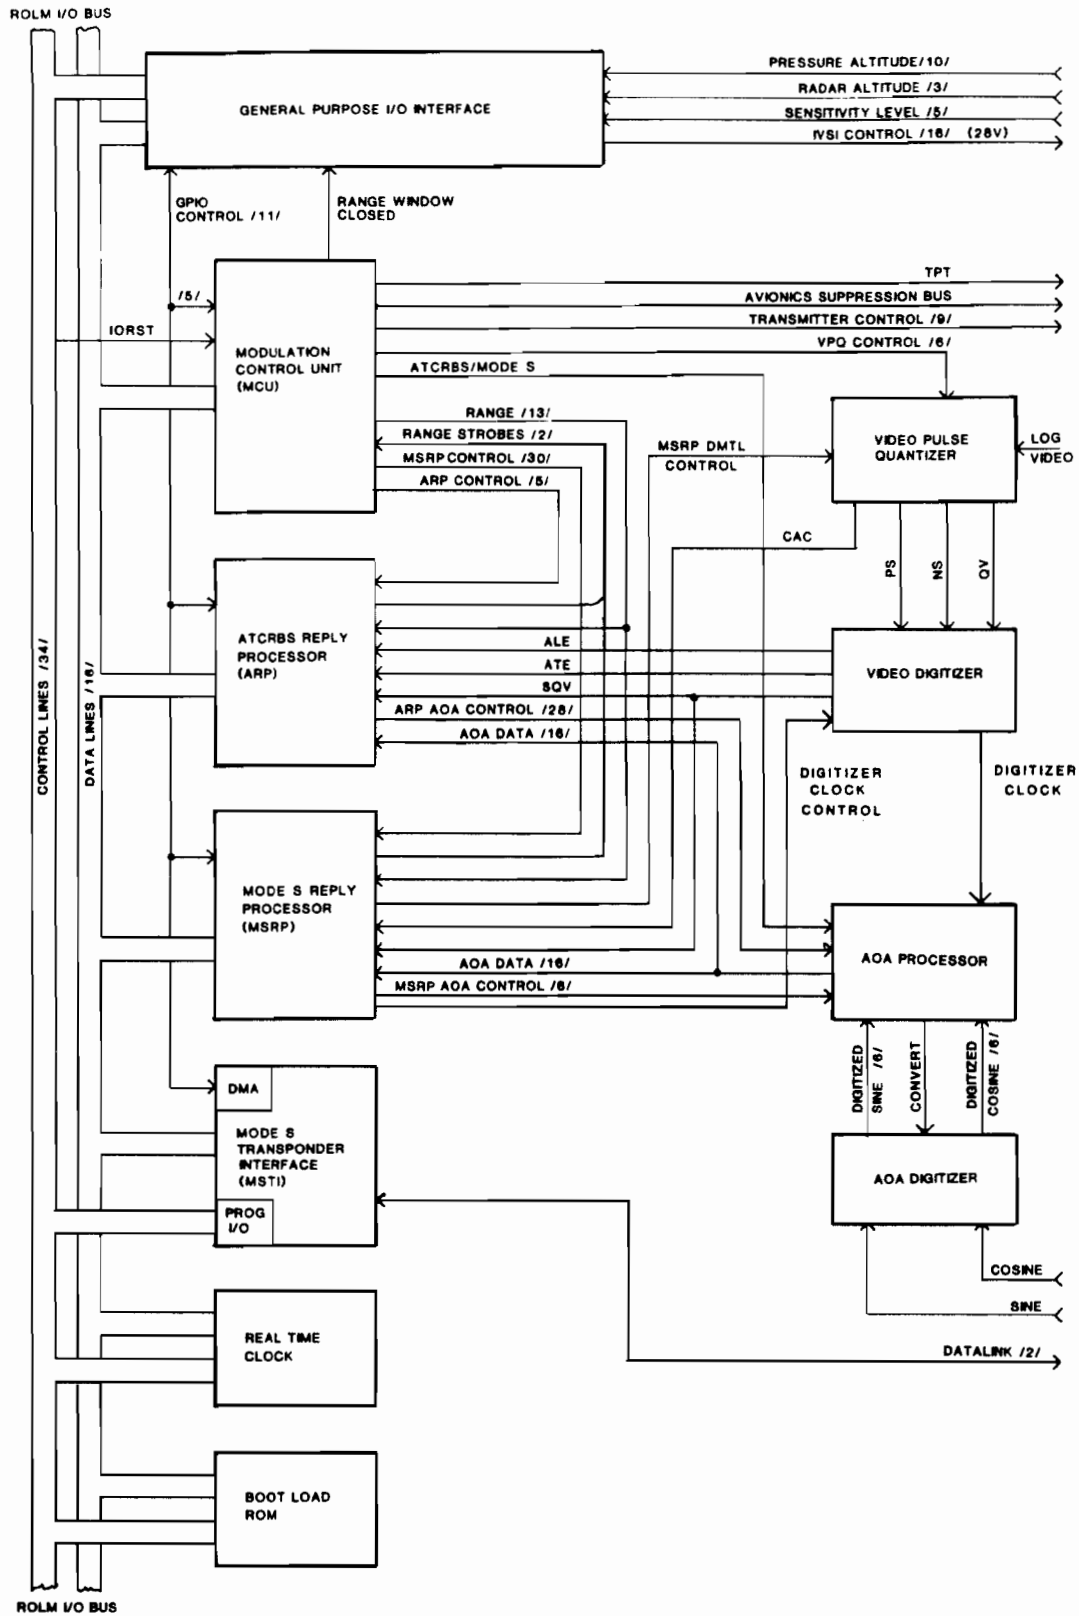 ROLM I/O BUS
GENERAL PURPOSE I/O INTERFACE
PRESSURE ALTITUDE/10/
RADAR ALTITUDE /3/
SENSITIVITY LEVEL /5/
IVSI CONTROL /16/ (28V)
GPIO
CONTROL /11/
RANGE WINDOW
CLOSED
/5/
IORST
MODULATION
CONTROL UNIT
(MCU)
TPT
AVIONICS SUPPRESSION BUS
TRANSMITTER CONTROL /9/
VPQ CONTROL /6/
ATCRBS/MODE S
RANGE /13/
RANGE STROBES /2/
MSRP CONTROL /30/
ARP CONTROL /5/
MSRP DMTL
CONTROL
VIDEO PULSE
QUANTIZER
LOG
VIDEO
CAC
PS
NS
QV
ATCRBS REPLY
PROCESSOR
(ARP)
ALE
ATE
SQV
ARP AOA CONTROL /28/
AOA DATA /16/
VIDEO DIGITIZER
CONTROL LINES /34/
DATA LINES /16/
DIGITIZER
CLOCK
CONTROL
DIGITIZER
CLOCK
MODE S REPLY
PROCESSOR
(MSRP)
AOA DATA /16/
MSRP AOA CONTROL /6/
AOA PROCESSOR
DIGITIZED
SINE /6/
CONVERT
DIGITIZED
COSINE /6/
DMA
MODE S
TRANSPONDER
INTERFACE
(MSTI)
PROG
I/O
AOA DIGITIZER
COSINE
SINE
REAL TIME
CLOCK
DATALINK /2/
BOOT LOAD
ROM
ROLM I/O BUS